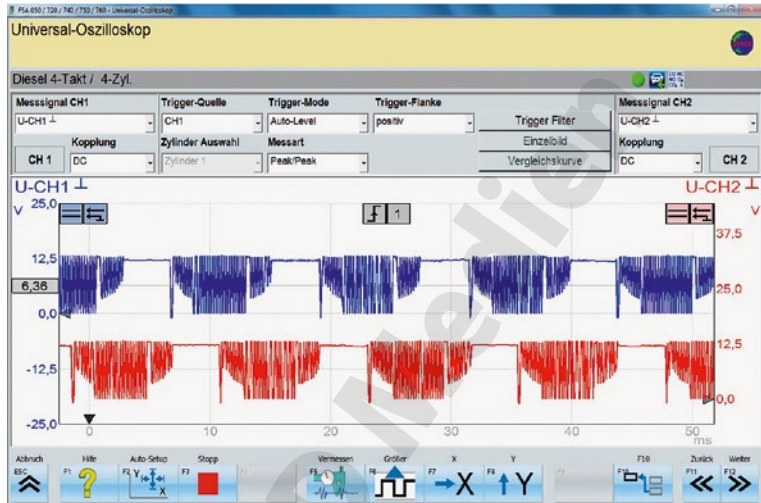 FSA 050 / 720 / 740 / 750 / 760 - Universal-Oszilloskop
Universal-Oszilloskop
Diesel 4-Takt / 4-Zyl.
Messsignal CH1 Trigger-Quelle Trigger-Mode Trigger-Flanke Messsignal CH2
U-CH1 CH1 Auto-Level positiv Trigger Filter U-CH2
Kopplung Zylinder Auswahl Messart Einzelbild Kopplung
CH 1 DC Zylinder 1 Peak/Peak Vergleichskurve DC CH 2
U-CH1 U-CH2
V 25,0 1 V
37,5
12,5
6,36 25,0
0,0
12,5
-12,5
0,0
-25,0
0 10 20 30 40 50
ms
Abbruch Hilfe Auto-Setup Stopp Vermessen Größer X Y F10 Zurück Weiter
ESC F1 F2 F3 F5 F6 F7 F8 F11 F12
? Y X X Y
Medien